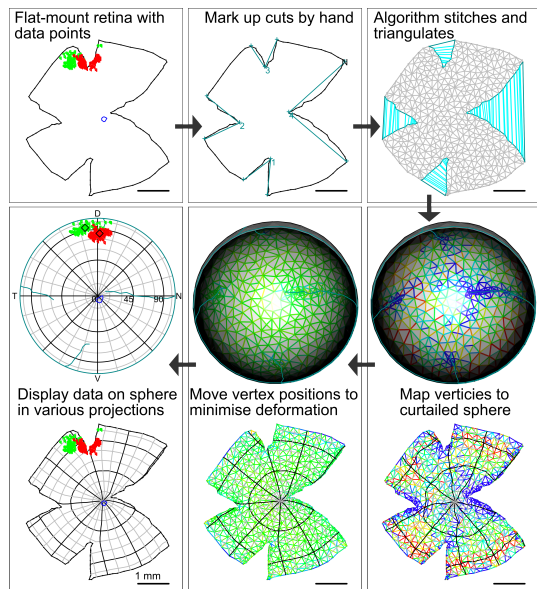 Flat-mount retina with
data points
Mark up cuts by hand
Algorithm stitches and
triangulates
N
3
4
2
1
D
T
0
45
90
N
V
Display data on sphere
in various projections
Move vertex positions to
minimise deformation
Map verticies to
curtailed sphere
1 mm